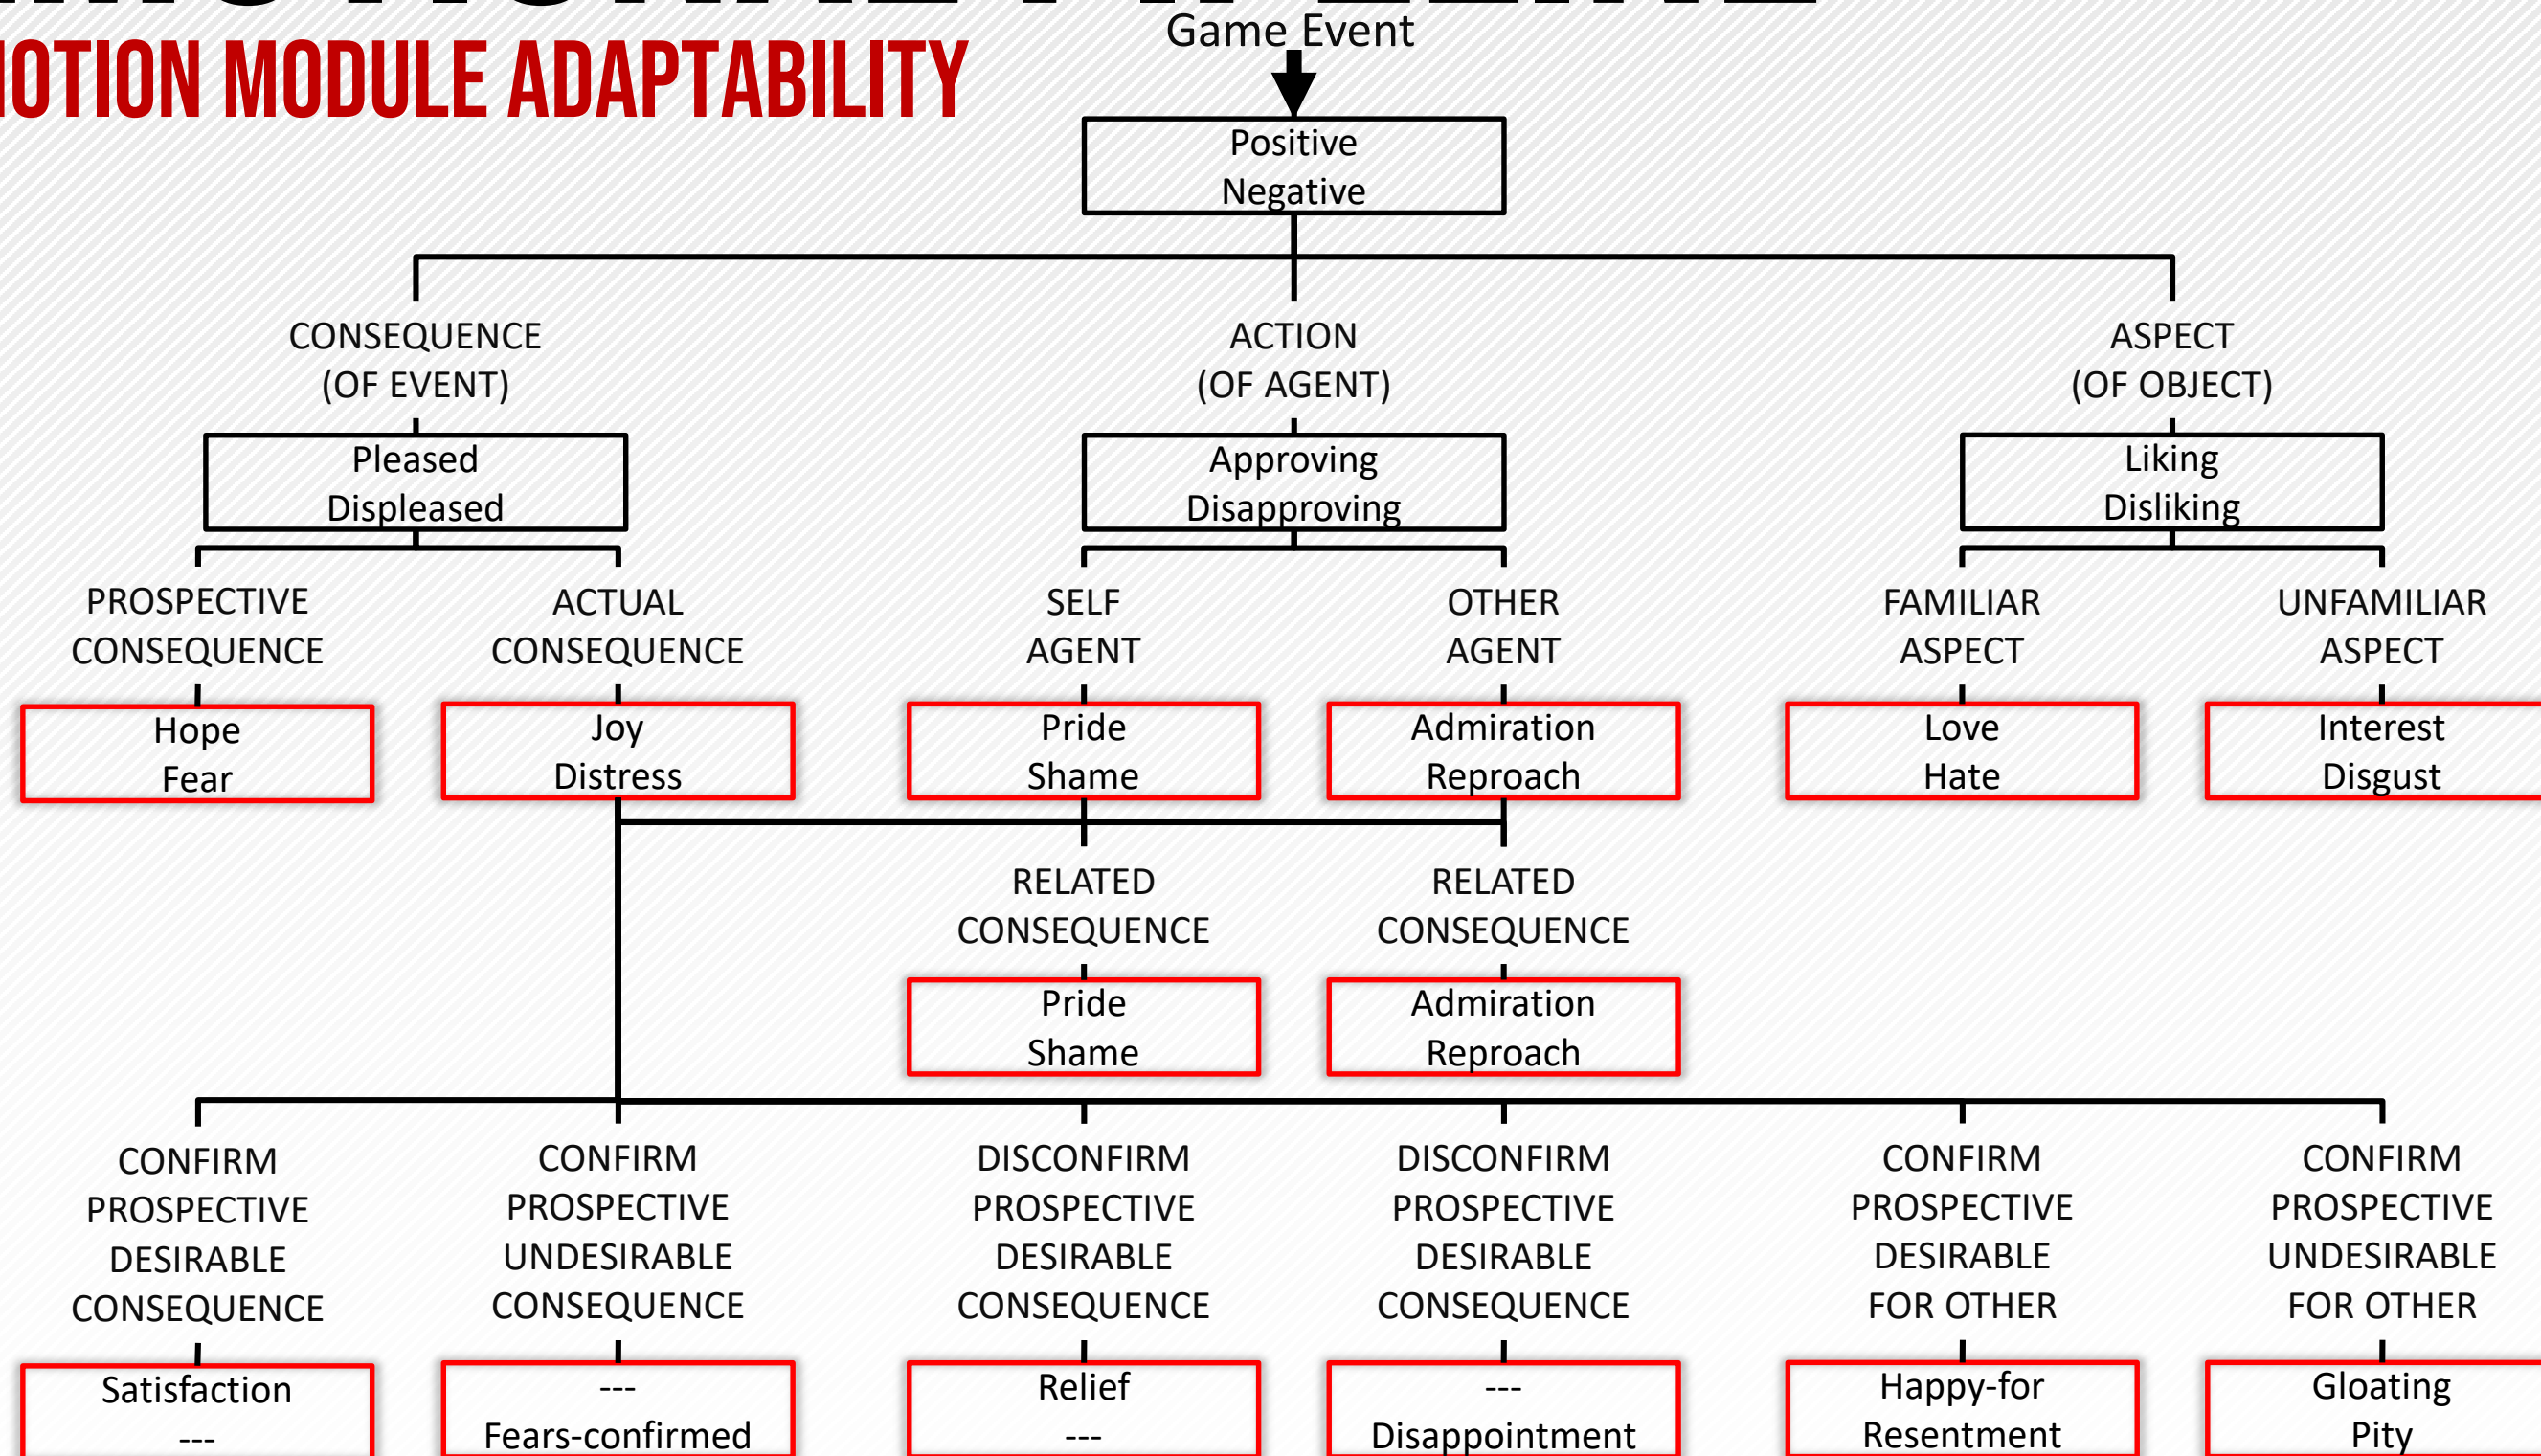 MOTION MODULE ADAPTABILITY
Game Event
Positive
Negative
CONSEQUENCE
(OF EVENT)
ACTION
(OF AGENT)
ASPECT
(OF OBJECT)
Pleased
Displeased
Approving
Disapproving
Liking
Disliking
PROSPECTIVE
CONSEQUENCE
ACTUAL
CONSEQUENCE
SELF
AGENT
OTHER
AGENT
FAMILIAR
ASPECT
UNFAMILIAR
ASPECT
Hope
Fear
Joy
Distress
Pride
Shame
Admiration
Reproach
Love
Hate
Interest
Disgust
RELATED
CONSEQUENCE
RELATED
CONSEQUENCE
Pride
Shame
Admiration
Reproach
CONFIRM
PROSPECTIVE
DESIRABLE
CONSEQUENCE
CONFIRM
PROSPECTIVE
UNDESIRABLE
CONSEQUENCE
DISCONFIRM
PROSPECTIVE
DESIRABLE
CONSEQUENCE
DISCONFIRM
PROSPECTIVE
DESIRABLE
CONSEQUENCE
CONFIRM
PROSPECTIVE
DESIRABLE
FOR OTHER
CONFIRM
PROSPECTIVE
UNDESIRABLE
FOR OTHER
Satisfaction
---
---
Fears-confirmed
Relief
---
---
Disappointment
Happy-for
Resentment
Gloating
Pity